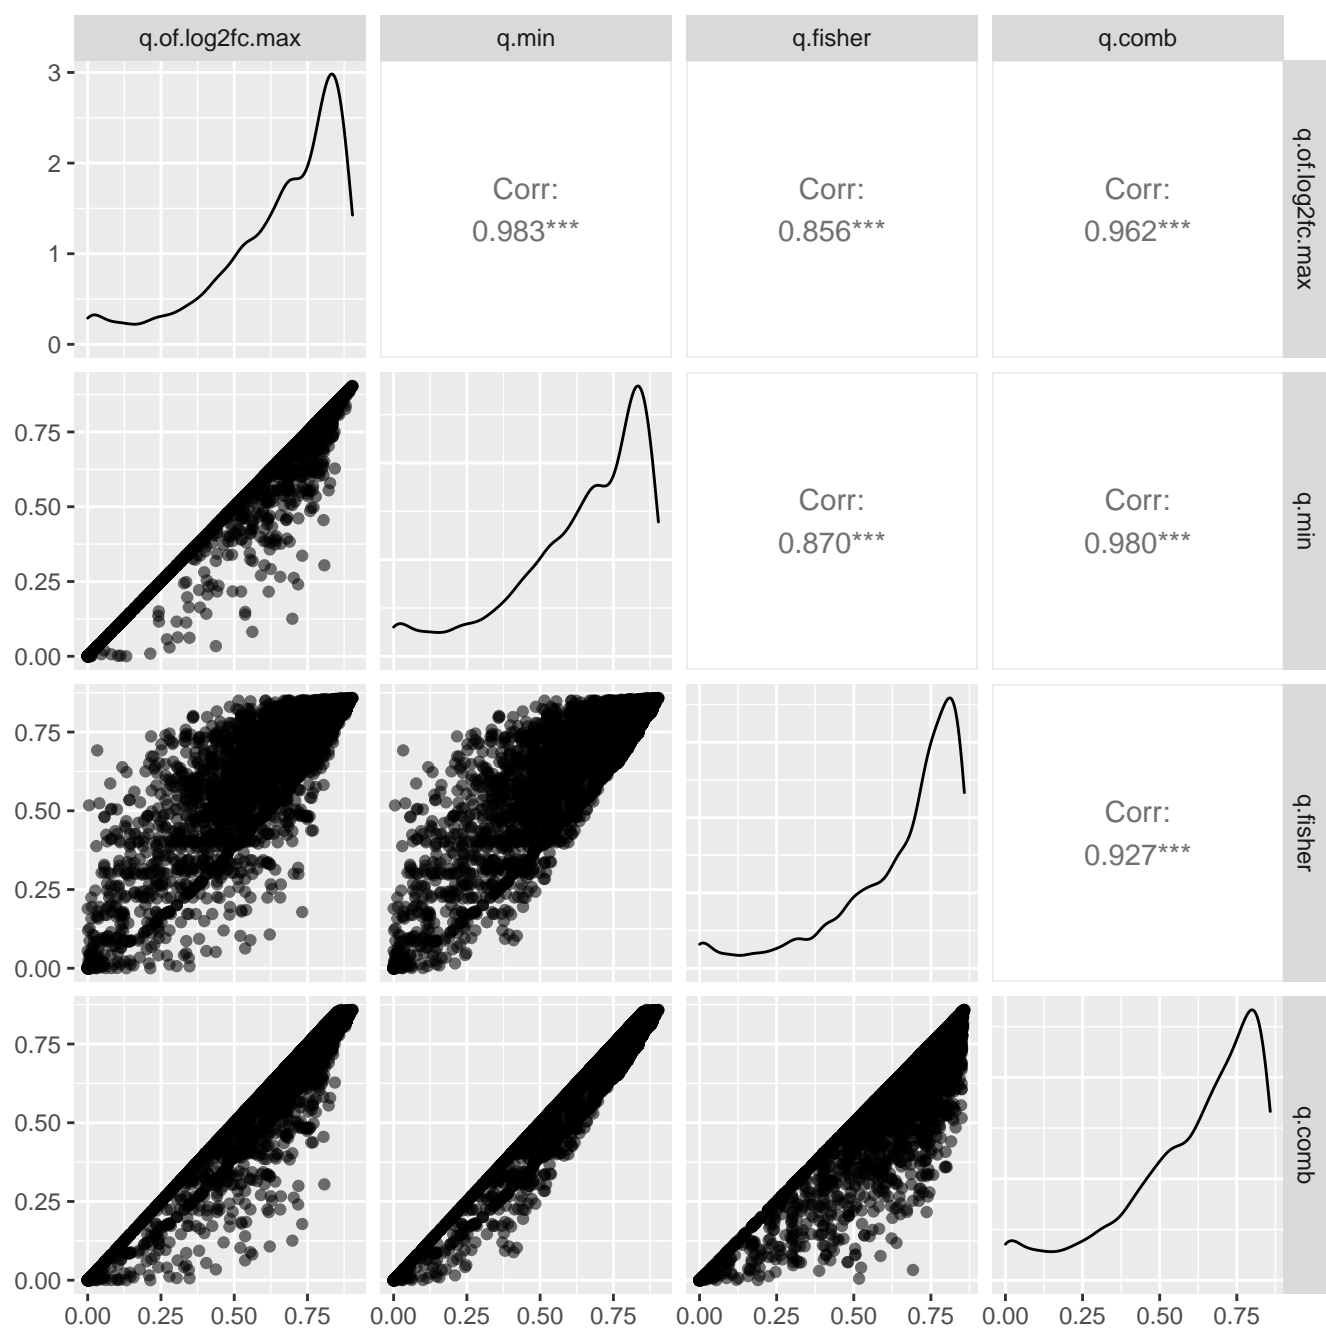 q.of.log2fc.max q.min q.fisher q.comb
3
2
1
0
Corr:
0.983***
Corr:
0.856***
Corr:
0.962***
q.of.log2fc.max
0.75
0.50
0.25
0.00
Corr:
0.870***
Corr:
0.980***
q.min
0.75
0.50
0.25
0.00
Corr:
0.927***
q.fisher
0.75
0.50
0.25
0.00
q.comb
0.00 0.25 0.50 0.75 0.00 0.25 0.50 0.75 0.00 0.25 0.50 0.75 0.00 0.25 0.50 0.75